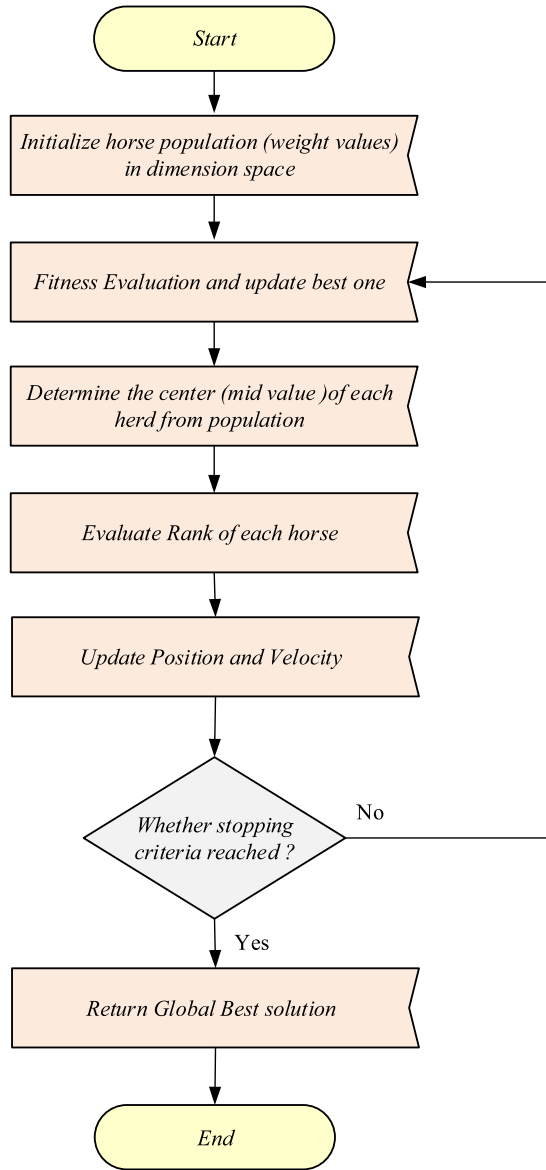 Start
Initialize horse population (weight values)
in dimension space
Fitness Evaluation and update best one
Determine the center (mid value )of each
herd from population
Evaluate Rank of each horse
Update Position and Velocity
Whether stopping
criteria reached ?
No
Yes
Return Global Best solution
End